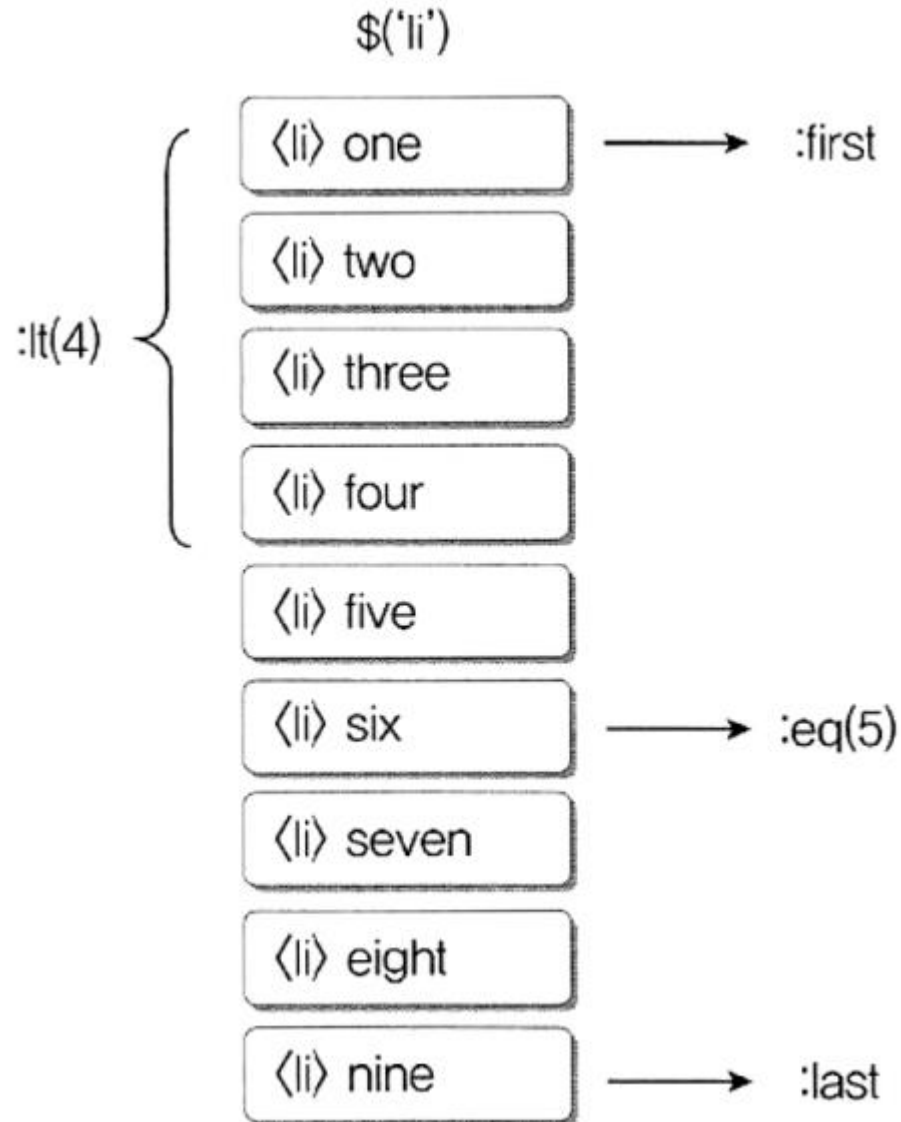 $('li')
〈li〉 one
:first
〈li〉 two
:lt(4)
〈li〉 three
〈li〉 four
〈li〉 five
〈li〉 six
:eq(5)
〈li〉 seven
〈li〉 eight
〈li〉 nine
:last